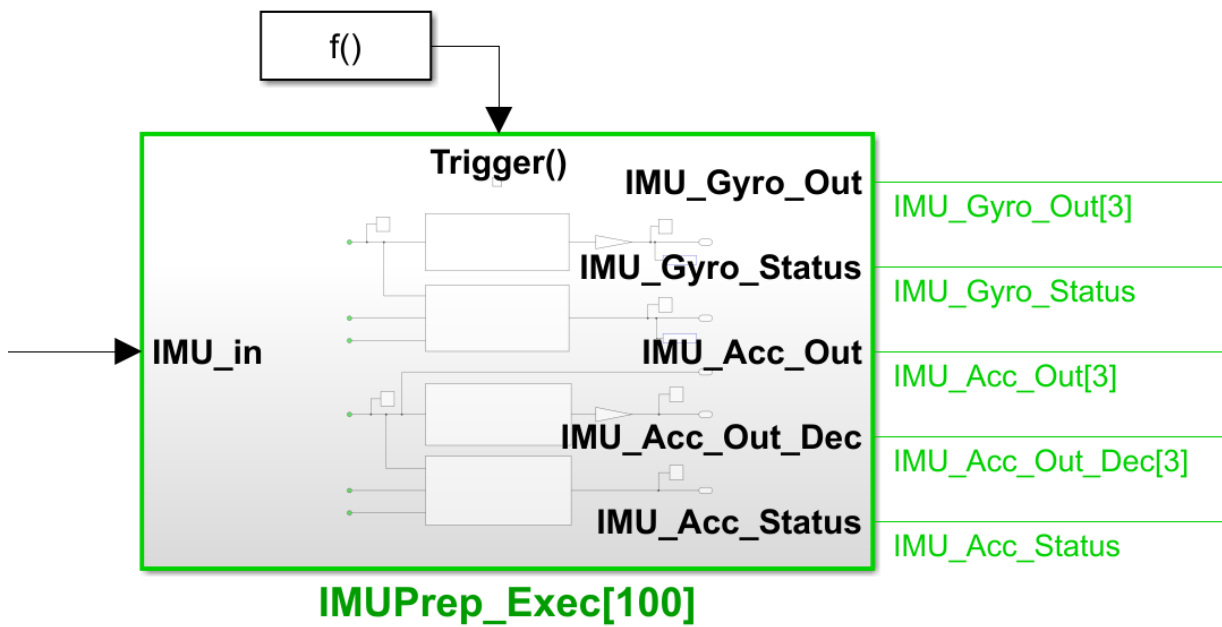 f()
Trigger()
IMU_Gyro_Out
IMU_Gyro_Out[3]
IMU_Gyro_Status
IMU_Gyro_Status
IMU_in
IMU_Acc_Out
IMU_Acc_Out[3]
IMU_Acc_Out_Dec
IMU_Acc_Out_Dec[3]
IMU_Acc_Status
IMU_Acc_Status
IMUPrep_Exec[100]